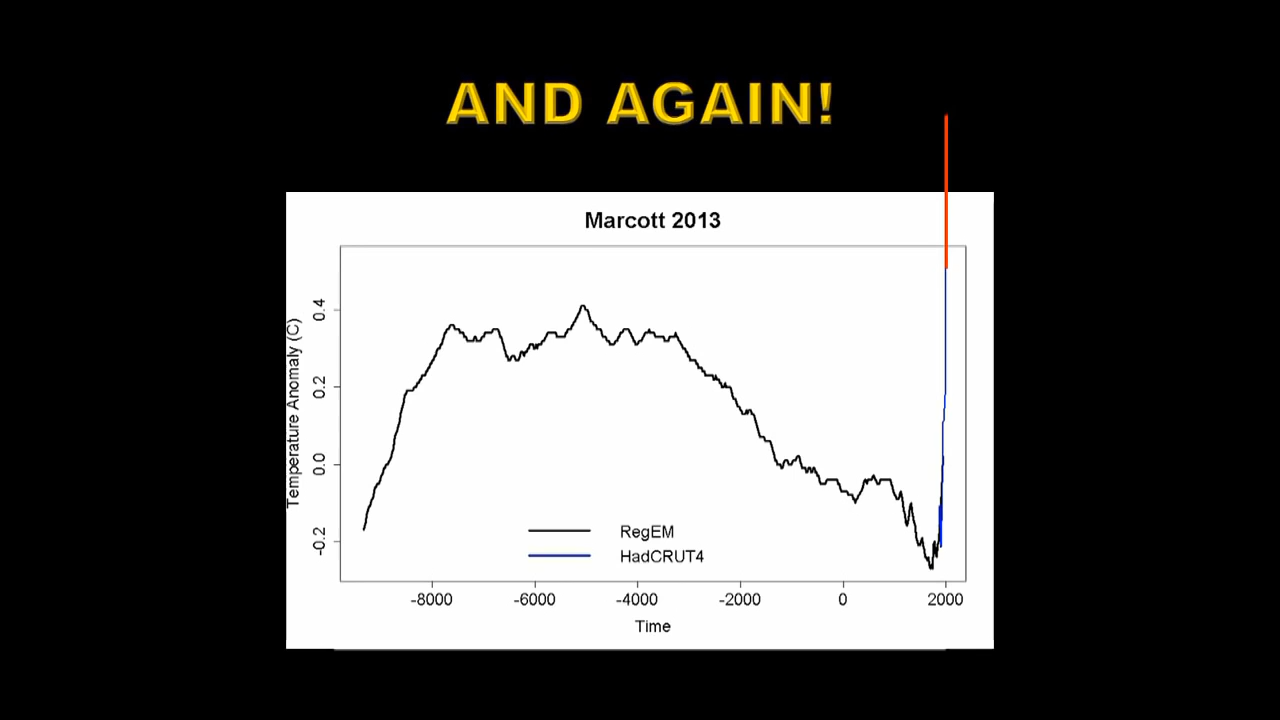 AND AGAIN!
Marcott 2013
Temperature Anomaly (C)
0.4
0.2
0.0
-0.2
RegEM
HadCRUT4
-8000 -6000 -4000 -2000 0 2000
Time